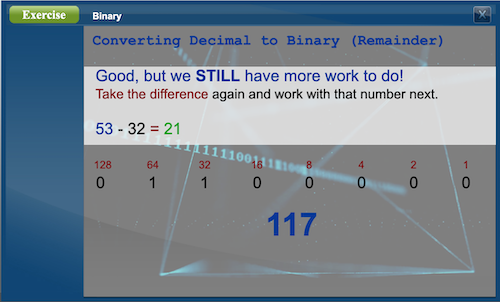 Exercise
Binary
X
Converting Decimal to Binary (Remainder)
Good, but we STILL have more work to do!
Take the difference again and work with that number next.
53 - 32 = 21
128 64 32 16 8 4 2 1
0 1 1 0 0 0 0 0
117